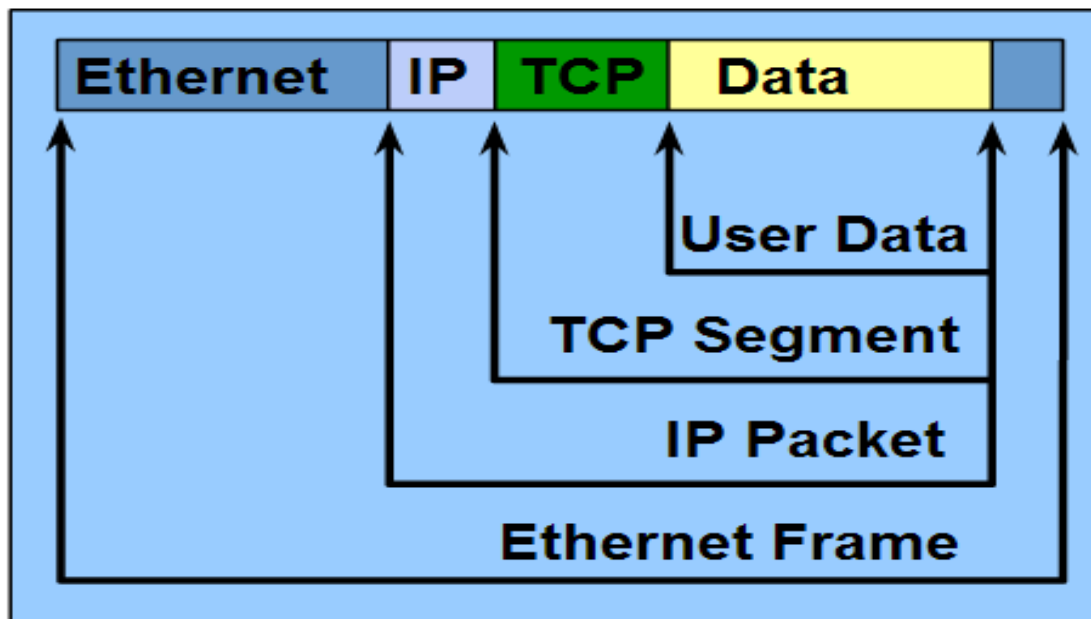 Ethernet IP TCP Data
User Data
TCP Segment
IP Packet
Ethernet Frame